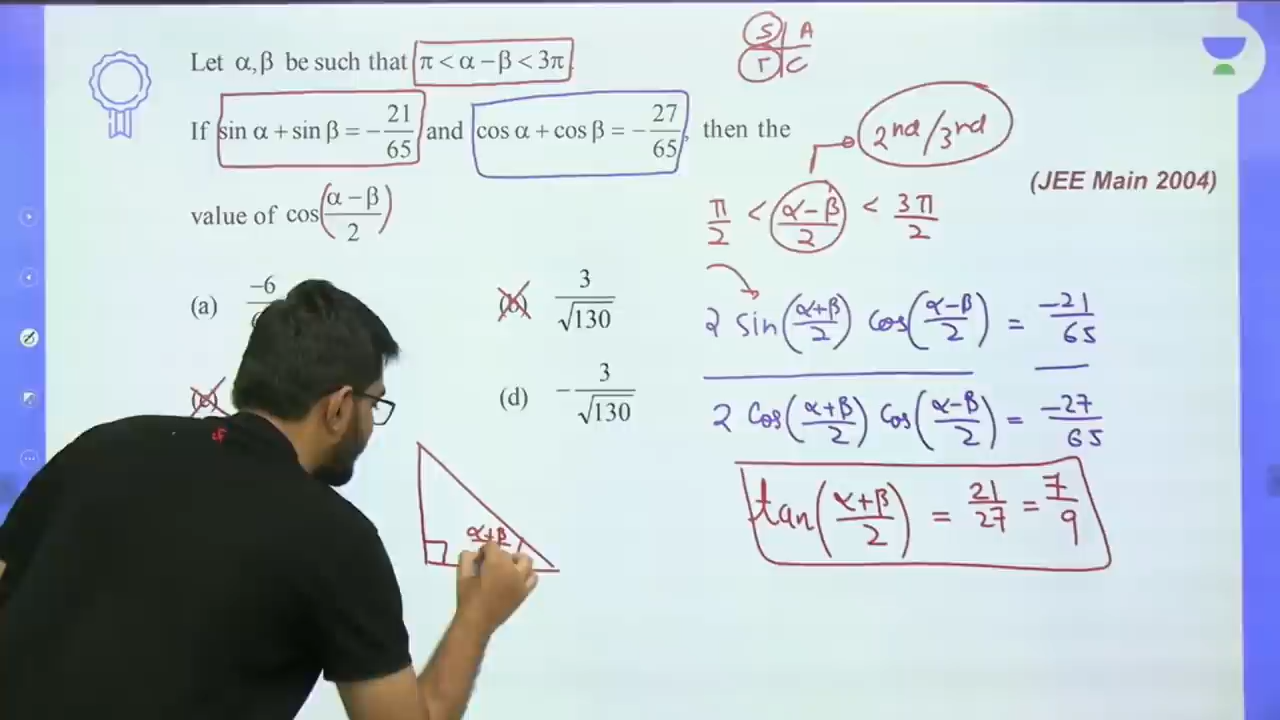 Let α,β be such that π < α − β < 3π
If sin α + sin β = − 21/65 and cos α + cos β = − 27/65, then the
value of cos((α − β)/2)
(JEE Main 2004)
(a) −6
(b) 3/√130
(c)
(d) − 3/√130
S A
T C
2nd/3rd
π/2 < (α−β)/2 < 3π/2
2 sin((α+β)/2) cos((α−β)/2) = −21/65
2 cos((α+β)/2) cos((α−β)/2) = −27/65
tan((α+β)/2) = 21/27 = 7/9
α+β